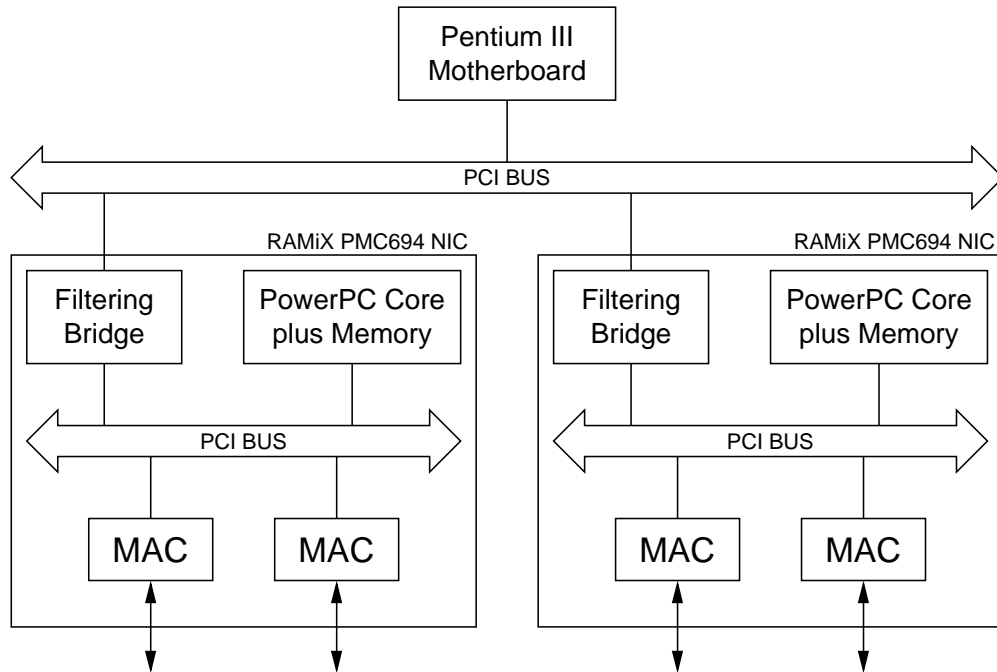 Pentium III
Motherboard
PCI BUS
RAMiX PMC694 NIC
RAMiX PMC694 NIC
Filtering
Bridge
PowerPC Core
plus Memory
Filtering
Bridge
PowerPC Core
plus Memory
PCI BUS
PCI BUS
MAC
MAC
MAC
MAC